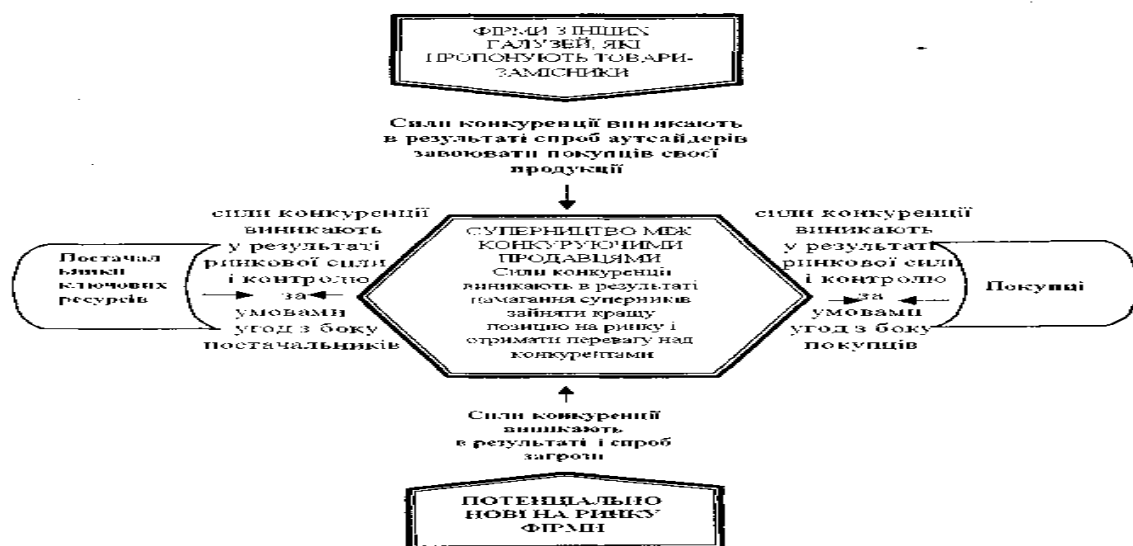 ФІРМИ З ІНШИХ
ГАЛУЗЕЙ, ЯКІ
ПРОПОНУЮТЬ ТОВАРИ-
ЗАМІСНИКИ
Сили конкуренції виникають
в результаті спроб аутсайдерів
завоювати покупців своєї
продукції
сили конкуренції
виникають
у результаті
ринкової сили
і контролю
за
умовами
угод з боку
постачальників
Постачал
ьники
ключових
ресурсів
СУПЕРНИЦТВО МІЖ
КОНКУРУЮЧИМИ
ПРОДАВЦЯМИ
Сили конкуренції
виникають в результаті
намагання суперників
зайняти кращу
позицію на ринку і
отримати перевагу над
конкурентами
сили конкуренції
виникають
у результаті
ринкової сили
і контролю
за
умовами
угод з боку
покупців
Покупці
Сили конкуренції
виникають
в результаті і спроб
загрози
ПОТЕНЦІАЛЬНО
НОВІ НА РИНКУ
ФІРМИ